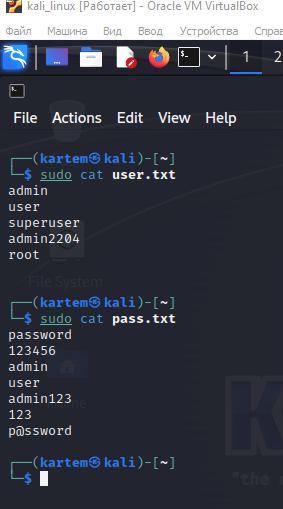 kali_linux [Работает] - Oracle VM VirtualBox
Файл Машина Вид Ввод Устройства Справка
1 2
File Actions Edit View Help
┌──(kartem㉿kali)-[~]
└─$ sudo cat user.txt
admin
user
superuser
admin2204
root
File System
┌──(kartem㉿kali)-[~]
└─$ sudo cat pass.txt
password
123456
admin
user
admin123
123
p@ssword
┌──(kartem㉿kali)-[~]
└─$
"the